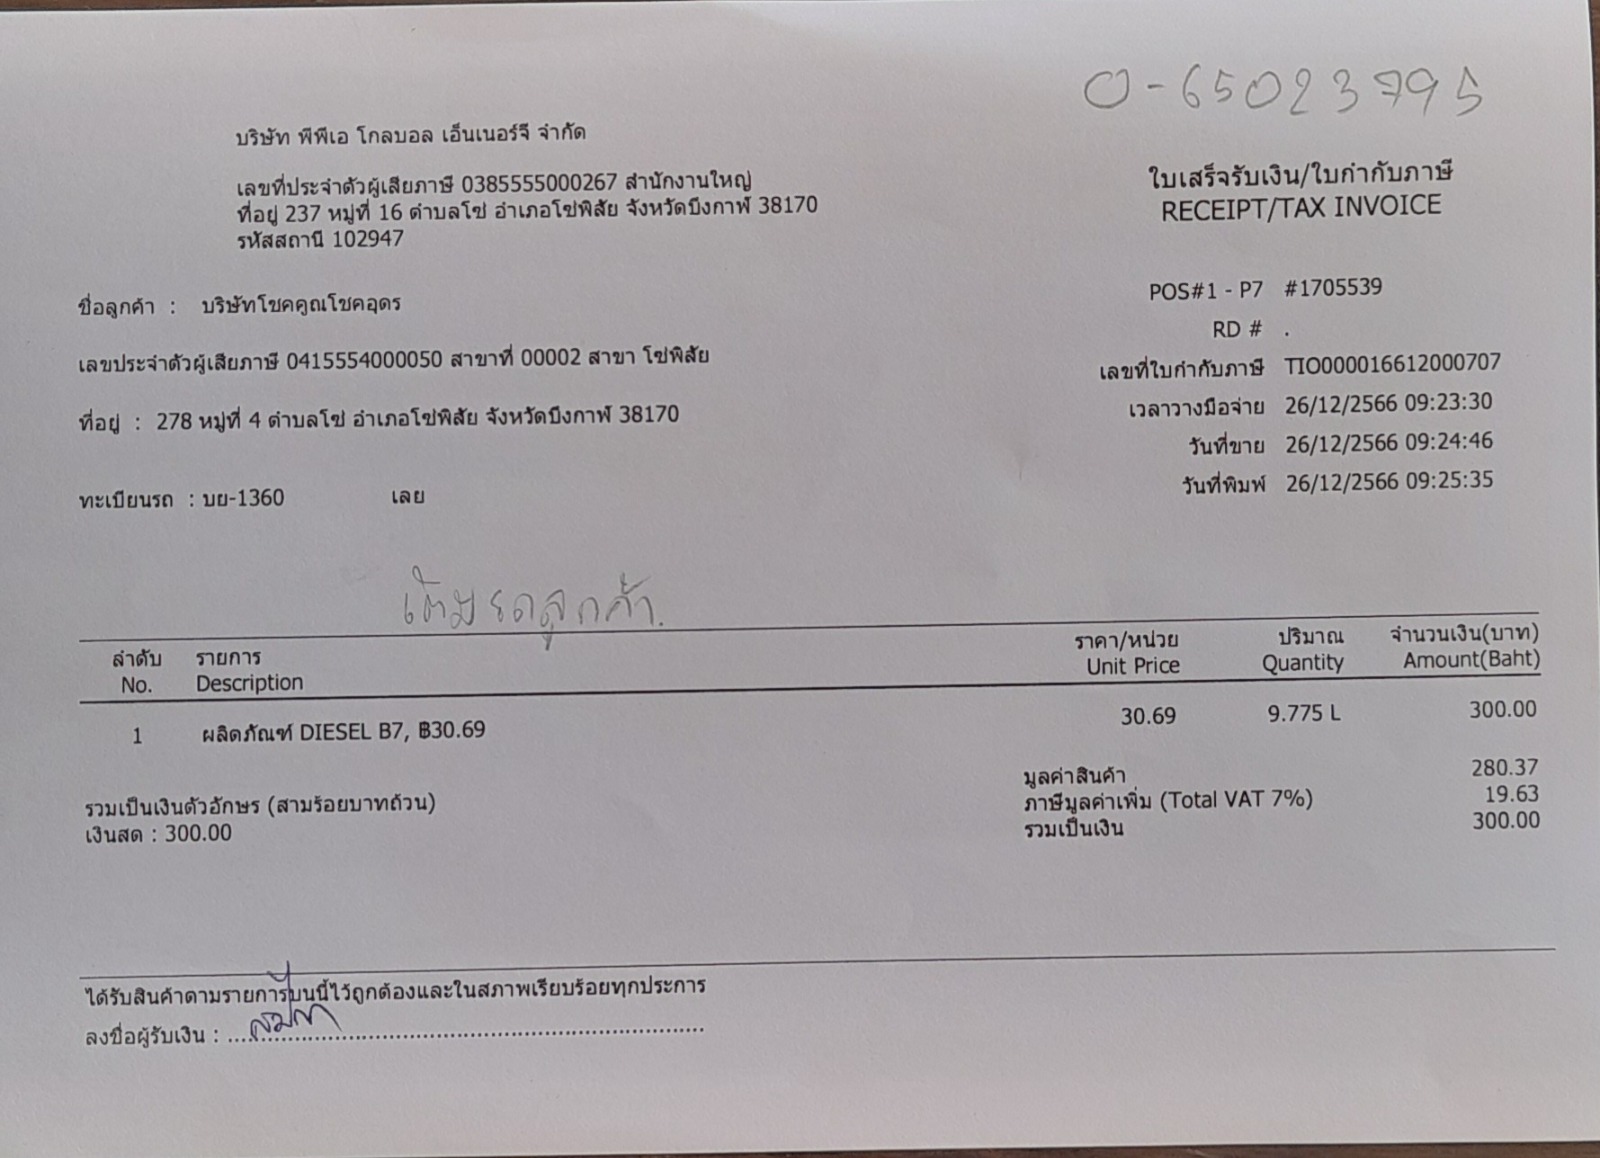 0-65023795
บริษัท พีพีเอ โกลบอล เอ็นเนอร์จี จำกัด
เลขที่ประจำตัวผู้เสียภาษี 0385555000267 สำนักงานใหญ่
ที่อยู่ 237 หมู่ที่ 16 ตำบลโซ่ อำเภอโซ่พิสัย จังหวัดบึงกาฬ 38170
รหัสสถานี 102947
ใบเสร็จรับเงิน/ใบกำกับภาษี
RECEIPT/TAX INVOICE
ชื่อลูกค้า : บริษัทโชคคูณโชคอุดร
เลขประจำตัวผู้เสียภาษี 0415554000050 สาขาที่ 00002 สาขา โซ่พิสัย
ที่อยู่ : 278 หมู่ที่ 4 ตำบลโซ่ อำเภอโซ่พิสัย จังหวัดบึงกาฬ 38170
ทะเบียนรถ : บย-1360 เลย
POS#1 - P7 #1705539
RD # .
เลขที่ใบกำกับภาษี TIO000016612000707
เวลาวางมือจ่าย 26/12/2566 09:23:30
วันที่ขาย 26/12/2566 09:24:46
วันที่พิมพ์ 26/12/2566 09:25:35
เติมรถลูกค้า.
ลำดับ รายการ ราคา/หน่วย ปริมาณ จำนวนเงิน(บาท)
No. Description Unit Price Quantity Amount(Baht)
1 ผลิตภัณฑ์ DIESEL B7, ฿30.69 30.69 9.775 L 300.00
มูลค่าสินค้า 280.37
รวมเป็นเงินตัวอักษร (สามร้อยบาทถ้วน) ภาษีมูลค่าเพิ่ม (Total VAT 7%) 19.63
เงินสด : 300.00 รวมเป็นเงิน 300.00
ได้รับสินค้าตามรายการบนนี้ไว้ถูกต้องและในสภาพเรียบร้อยทุกประการ
ลงชื่อผู้รับเงิน :